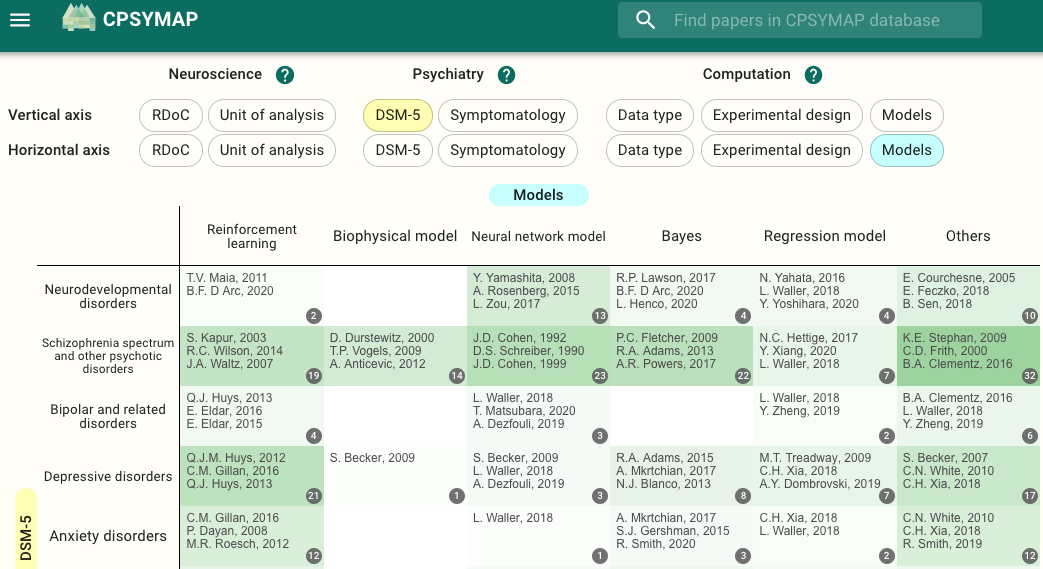 CPSYMAP
Find papers in CPSYMAP database
Neuroscience ? Psychiatry ? Computation ?
Vertical axis RDoC Unit of analysis DSM-5 Symptomatology Data type Experimental design Models
Horizontal axis RDoC Unit of analysis DSM-5 Symptomatology Data type Experimental design Models
Models
Reinforcement learning Biophysical model Neural network model Bayes Regression model Others
Neurodevelopmental disorders
T.V. Maia, 2011
B.F. D Arc, 2020
2
Y. Yamashita, 2008
A. Rosenberg, 2015
L. Zou, 2017
13
R.P. Lawson, 2017
B.F. D Arc, 2020
L. Henco, 2020
4
N. Yahata, 2016
L. Waller, 2018
Y. Yoshihara, 2020
4
E. Courchesne, 2005
E. Feczko, 2018
B. Sen, 2018
10
Schizophrenia spectrum and other psychotic disorders
S. Kapur, 2003
R.C. Wilson, 2014
J.A. Waltz, 2007
19
D. Durstewitz, 2000
T.P. Vogels, 2009
A. Anticevic, 2012
14
J.D. Cohen, 1992
D.S. Schreiber, 1990
J.D. Cohen, 1999
23
P.C. Fletcher, 2009
R.A. Adams, 2013
A.R. Powers, 2017
22
N.C. Hettige, 2017
Y. Xiang, 2020
L. Waller, 2018
7
K.E. Stephan, 2009
C.D. Frith, 2000
B.A. Clementz, 2016
32
Bipolar and related disorders
Q.J. Huys, 2013
E. Eldar, 2016
E. Eldar, 2015
4
L. Waller, 2018
T. Matsubara, 2020
A. Dezfouli, 2019
3
L. Waller, 2018
Y. Zheng, 2019
2
B.A. Clementz, 2016
L. Waller, 2018
Y. Zheng, 2019
6
Depressive disorders
Q.J.M. Huys, 2012
C.M. Gillan, 2016
Q.J. Huys, 2013
21
S. Becker, 2009
1
S. Becker, 2009
L. Waller, 2018
A. Dezfouli, 2019
3
R.A. Adams, 2015
A. Mkrtchian, 2017
N.J. Blanco, 2013
8
M.T. Treadway, 2009
C.H. Xia, 2018
A.Y. Dombrovski, 2019
7
S. Becker, 2007
C.N. White, 2010
C.H. Xia, 2018
17
DSM-5
Anxiety disorders
C.M. Gillan, 2016
P. Dayan, 2008
M.R. Roesch, 2012
12
L. Waller, 2018
1
A. Mkrtchian, 2017
S.J. Gershman, 2015
R. Smith, 2020
3
C.H. Xia, 2018
L. Waller, 2018
2
C.N. White, 2010
C.H. Xia, 2018
R. Smith, 2019
12